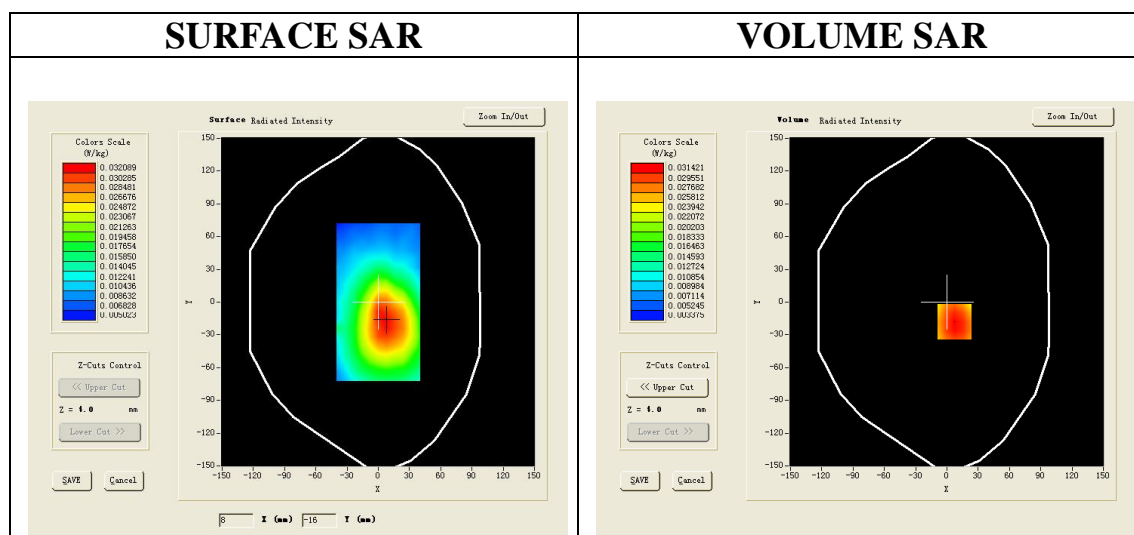 SURFACE SAR
VOLUME SAR
Surface Radiated Intensity
Zoom In/Out
Colors Scale
(W/kg)
0.032089
0.030285
0.028481
0.026676
0.024872
0.023067
0.021263
0.019458
0.017654
0.015850
0.014045
0.012241
0.010436
0.008632
0.006828
0.005023
150
90
60
30
0
-30
-60
-90
-120
-150
Y
-150 -120 -90 -60 -30 0 30 60 90 120 150
X
Z-Cuts Control
<< Upper Cut
Z = 4.0 mm
Lower Cut >>
SAVE
Cancel
8 X (mm) -16 Y (mm)
Volume Radiated Intensity
Zoom In/Out
Colors Scale
(W/kg)
0.031421
0.029551
0.027682
0.025812
0.023942
0.022072
0.020203
0.018333
0.016463
0.014593
0.012724
0.010854
0.008984
0.007114
0.005245
0.003375
150
90
60
30
0
-30
-60
-90
-120
-150
Y
-150 -120 -90 -60 -30 0 30 60 90 120 150
X
Z-Cuts Control
<< Upper Cut
Z = 4.0 mm
Lower Cut >>
SAVE
Cancel